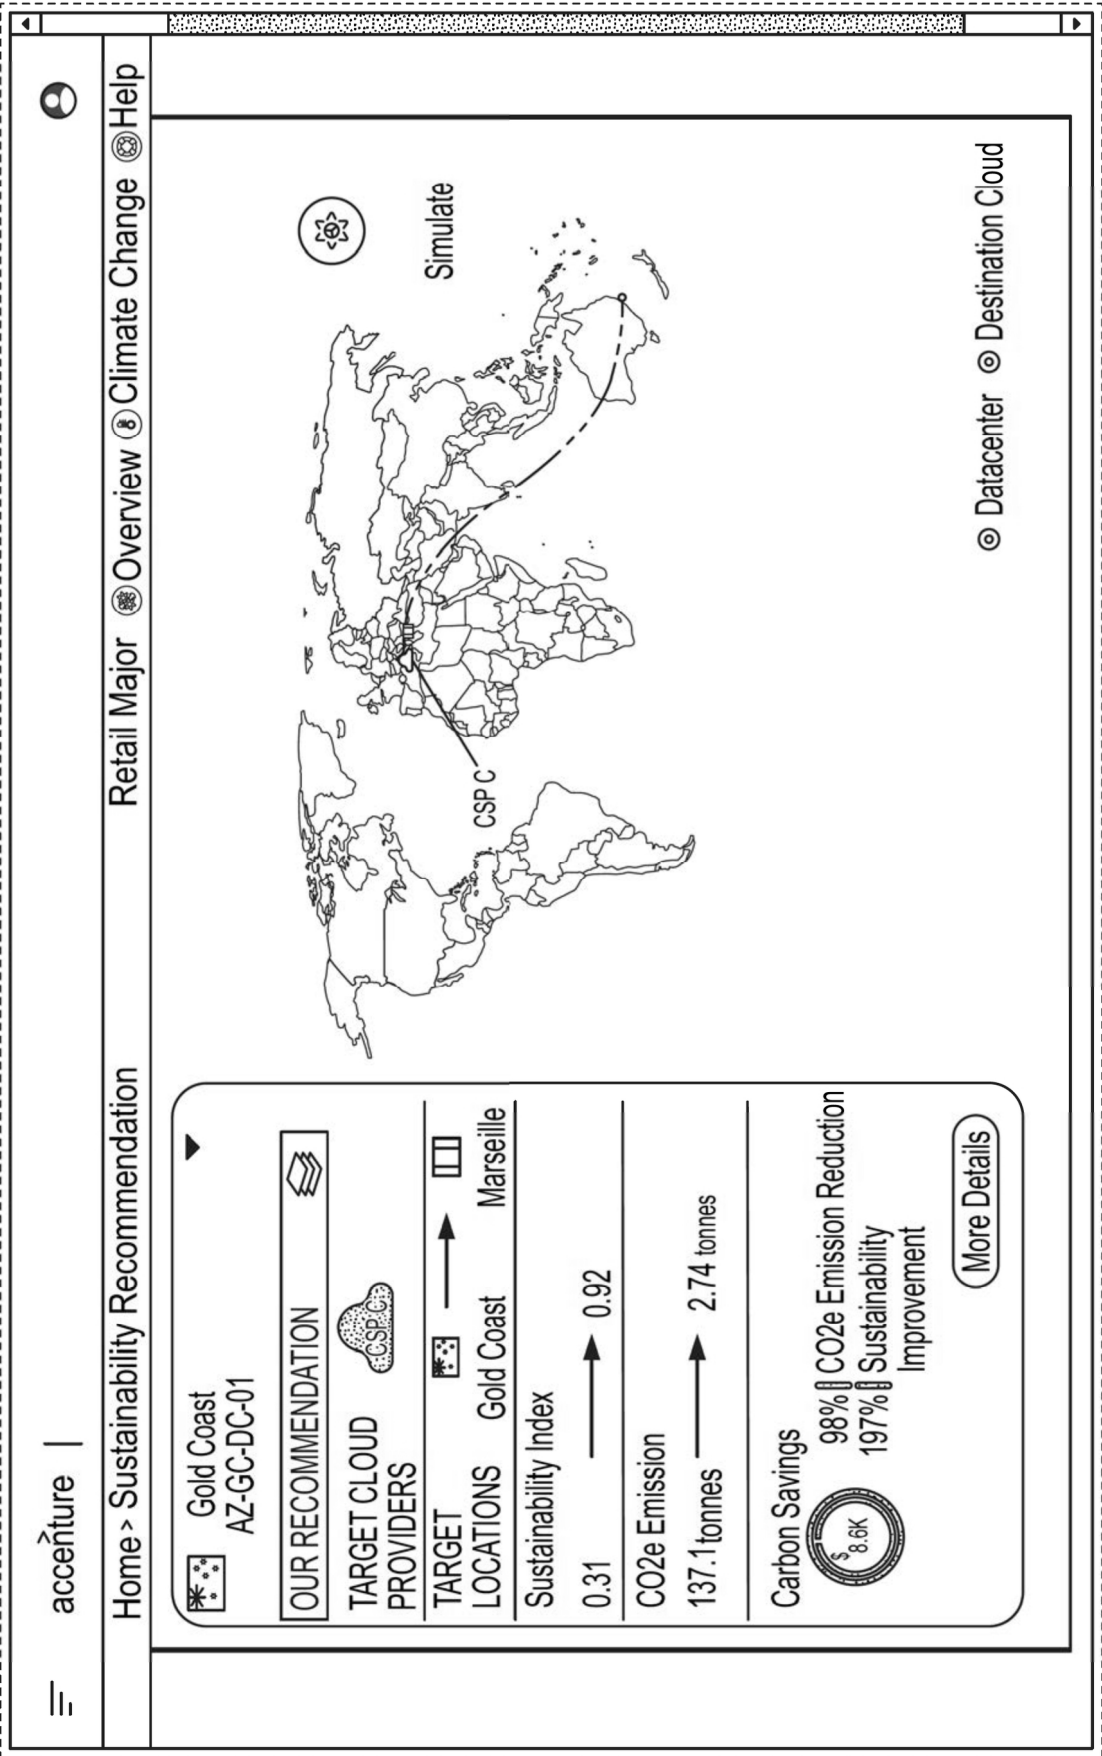 accenture
Home > Sustainability Recommendation
Retail Major
Overview
Climate Change
Help
Gold Coast
AZ-GC-DC-01
OUR RECOMMENDATION
TARGET CLOUD
PROVIDERS
CSP C
TARGET
LOCATIONS
Gold Coast
Marseille
Sustainability Index
0.31
0.92
CO2e Emission
137.1 tonnes
2.74 tonnes
Carbon Savings
$
8.6K
98% CO2e Emission Reduction
197% Sustainability
Improvement
More Details
CSP C
Simulate
Datacenter
Destination Cloud